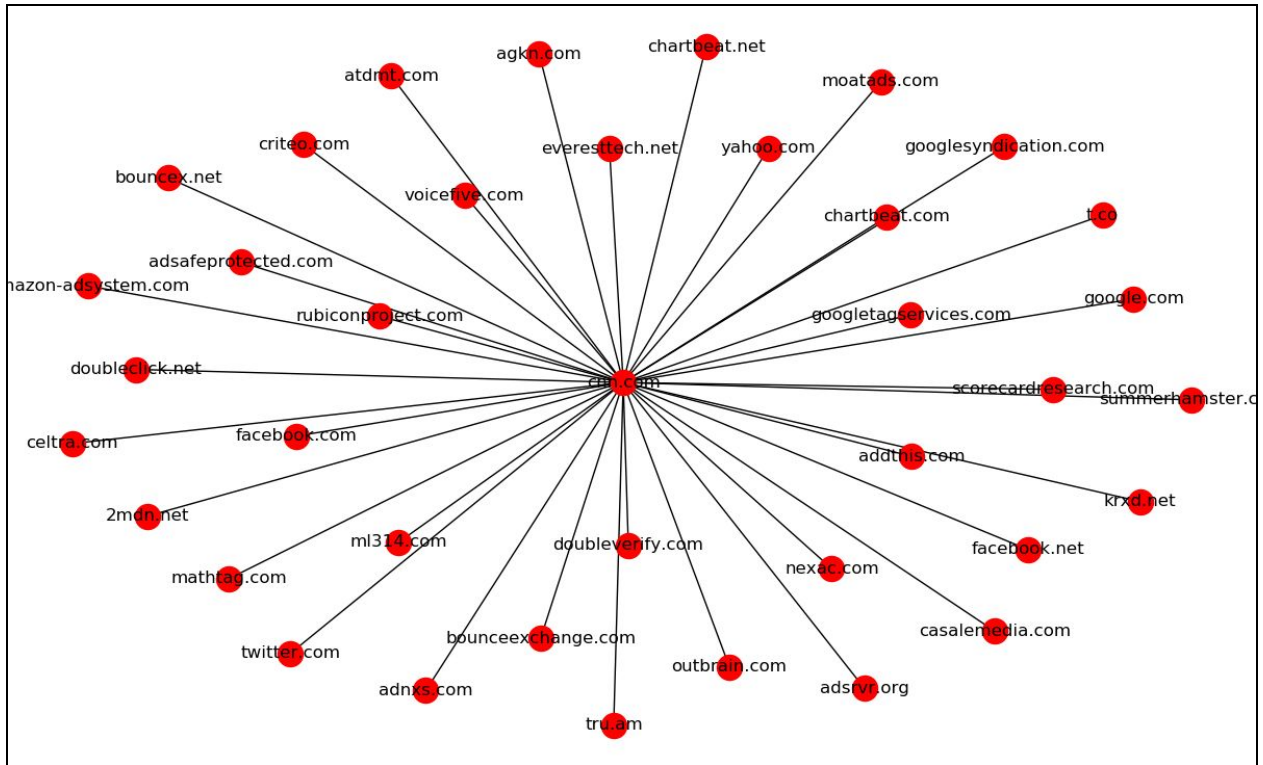 chartbeat.net
agkn.com
atdmt.com
moatads.com
criteo.com
everesttech.net
yahoo.com
googlesyndication.com
bouncex.net
voicefive.com
chartbeat.com
t.co
adsafeprotected.com
nazon-adsystem.com
google.com
rubiconproject.com
googletagservices.com
doubleclick.net
cnn.com
scorecardresearch.com
summerhamster.c
celtra.com
facebook.com
addthis.com
krxd.net
2mdn.net
ml314.com
doubleverify.com
facebook.net
mathtag.com
nexac.com
casalemedia.com
twitter.com
bounceexchange.com
outbrain.com
adnxs.com
adsrvr.org
tru.am